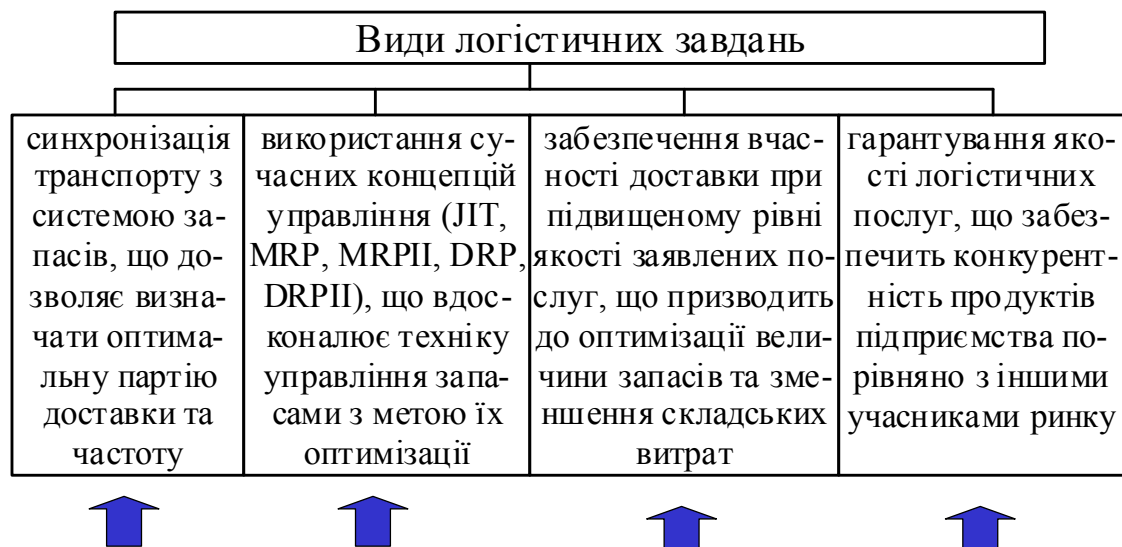 Види логістичних завдань
синхронізація
транспорту з
системою за-
пасів, що до-
зволяє визна-
чати оптима-
льну партію
доставки та
частоту
використання су-
часних концепцій
управління (JIT,
MRP, MRPII, DRP,
DRPII), що вдос-
коналює техніку
управління запа-
сами з метою їх
оптимізації
забезпечення вчас-
ності доставки при
підвищеному рівні
якості заявлених по-
слуг, що призводить
до оптимізації вели-
чини запасів та зме-
ншення складських
витрат
гарантування яко-
сті логістичних
послуг, що забез-
печить конкурент-
ність продуктів
підприємства по-
рівняно з іншими
учасниками ринку